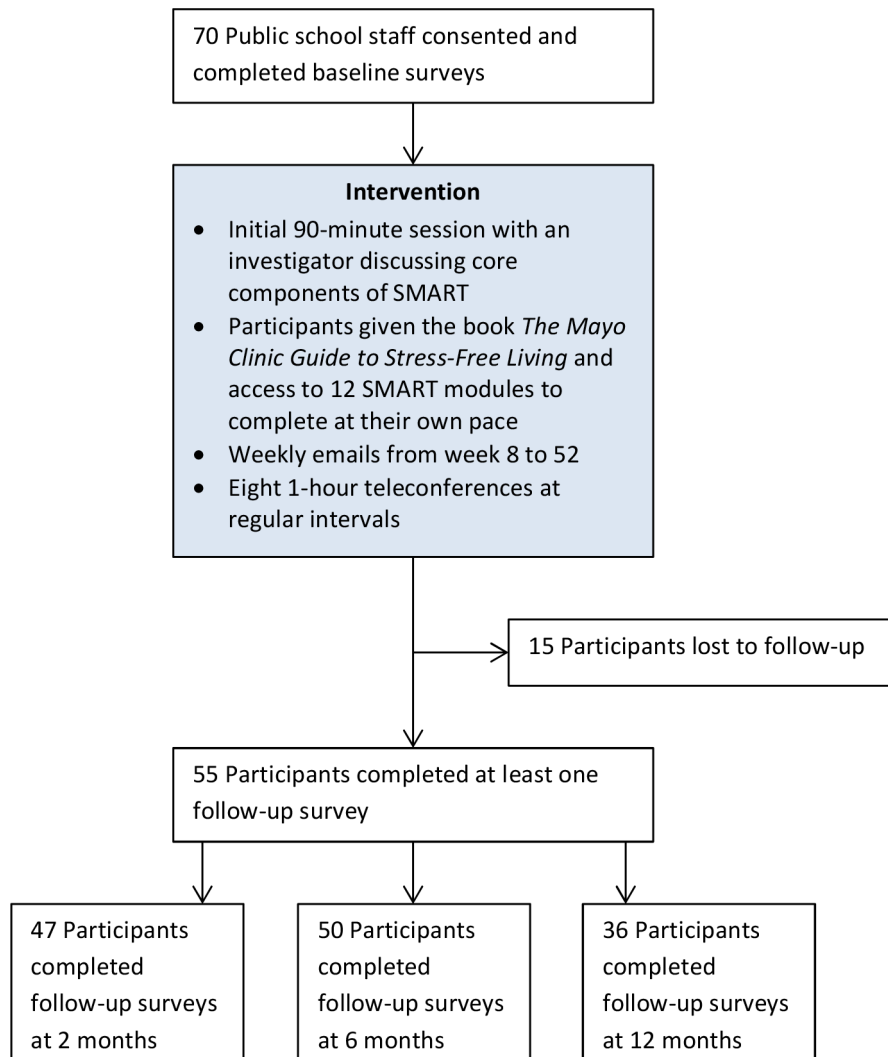 70 Public school staff consented and
completed baseline surveys
Intervention
• Initial 90-minute session with an
investigator discussing core
components of SMART
• Participants given the book The Mayo
Clinic Guide to Stress-Free Living and
access to 12 SMART modules to
complete at their own pace
• Weekly emails from week 8 to 52
• Eight 1-hour teleconferences at
regular intervals
15 Participants lost to follow-up
55 Participants completed at least one
follow-up survey
47 Participants
completed
follow-up surveys
at 2 months
50 Participants
completed
follow-up surveys
at 6 months
36 Participants
completed
follow-up surveys
at 12 months